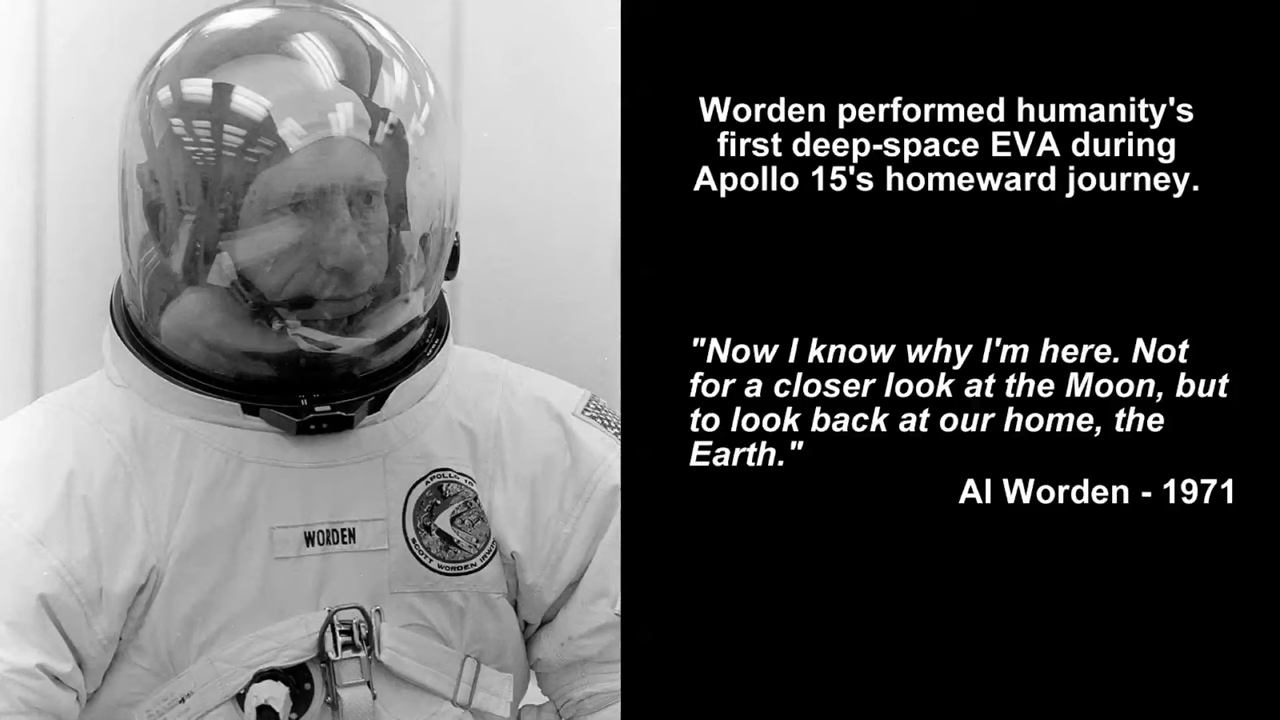 Worden performed humanity's
first deep-space EVA during
Apollo 15's homeward journey.
"Now I know why I'm here. Not
for a closer look at the Moon, but
to look back at our home, the
Earth."
Al Worden - 1971
WORDEN
APOLLO 15
SCOTT WORDEN IRWIN